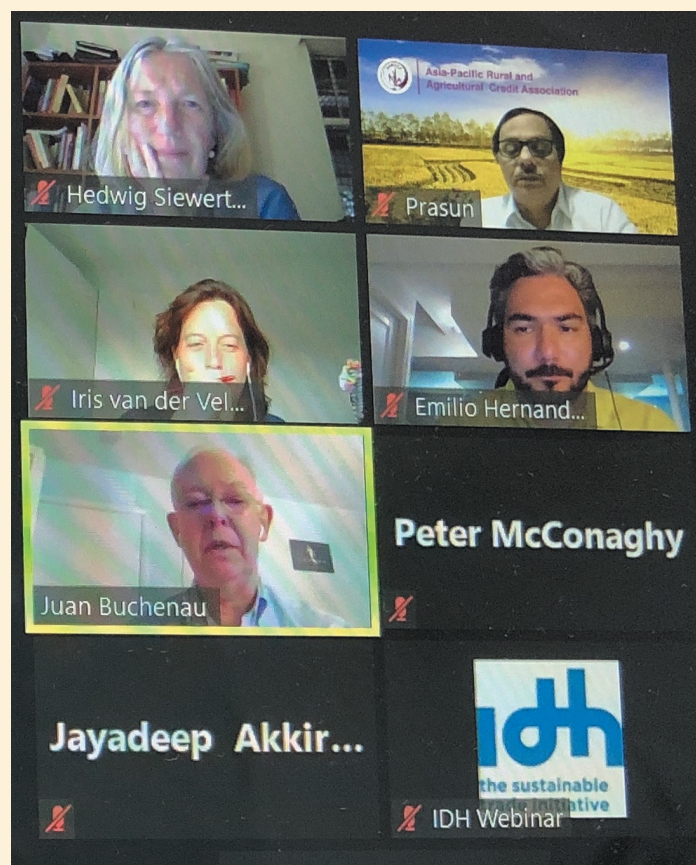 Asia-Pacific Rural and
Agricultural Credit Association
Hedwig Siewert...
Prasun
Iris van der Vel...
Emilio Hernand...
Juan Buchenau
Peter McConaghy
Jayadeep Akkir...
idh
the sustainable
trade initiative
IDH Webinar